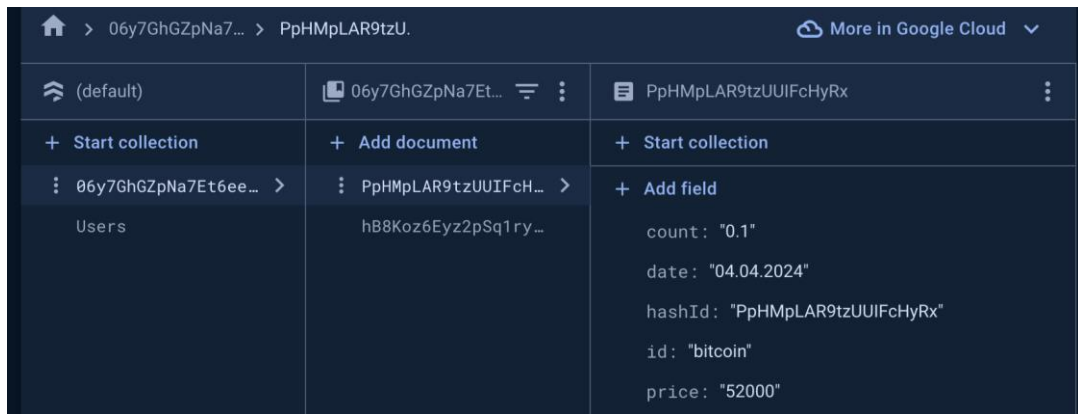 > 06y7GhGZpNa7… > PpHMpLAR9tzU.
More in Google Cloud
(default)
06y7GhGZpNa7Et…
PpHMpLAR9tzUUIFcHyRx
+ Start collection
+ Add document
+ Start collection
06y7GhGZpNa7Et6ee… >
PpHMpLAR9tzUUIFcH… >
+ Add field
Users
hB8Koz6Eyz2pSq1ry…
count: "0.1"
date: "04.04.2024"
hashId: "PpHMpLAR9tzUUIFcHyRx"
id: "bitcoin"
price: "52000"